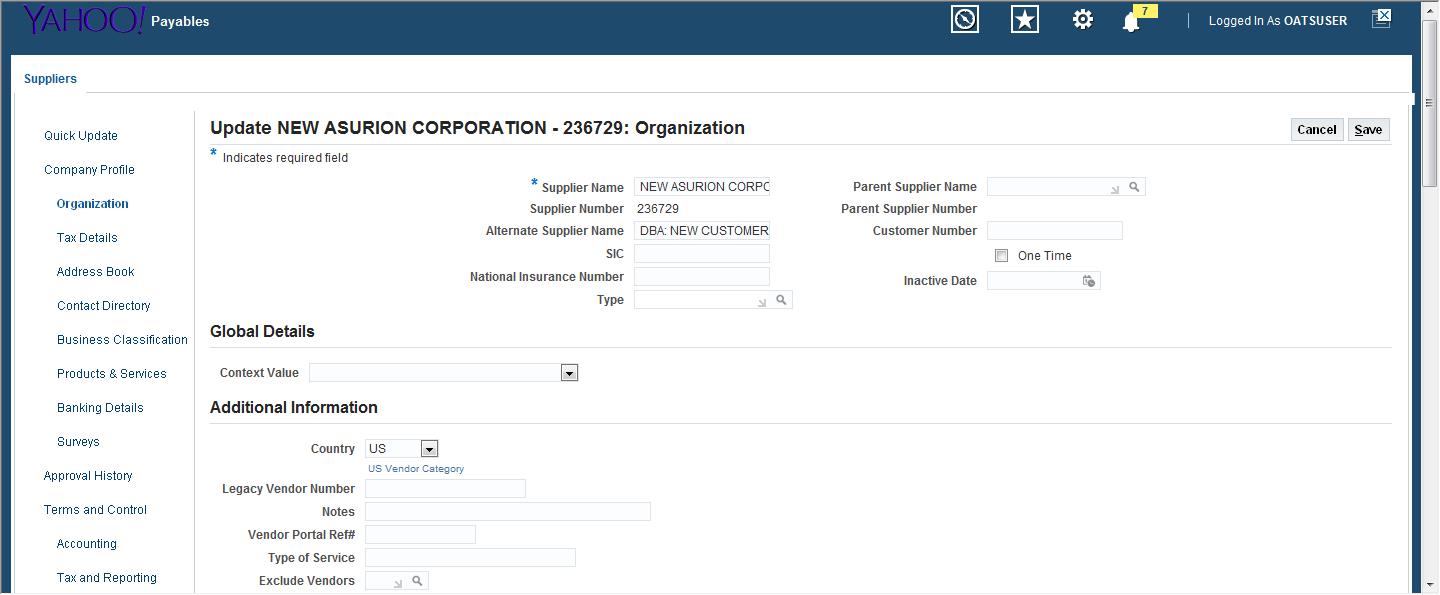 YAHOO! Payables
7
Logged In As OATSUSER
Suppliers
Quick Update
Company Profile
Organization
Tax Details
Address Book
Contact Directory
Business Classification
Products & Services
Banking Details
Surveys
Approval History
Terms and Control
Accounting
Tax and Reporting
Update NEW ASURION CORPORATION - 236729: Organization
Cancel Save
* Indicates required field
* Supplier Name NEW ASURION CORPO
Supplier Number 236729
Alternate Supplier Name DBA: NEW CUSTOMER
SIC
National Insurance Number
Type
Parent Supplier Name
Parent Supplier Number
Customer Number
One Time
Inactive Date
Global Details
Context Value
Additional Information
Country US
US Vendor Category
Legacy Vendor Number
Notes
Vendor Portal Ref#
Type of Service
Exclude Vendors